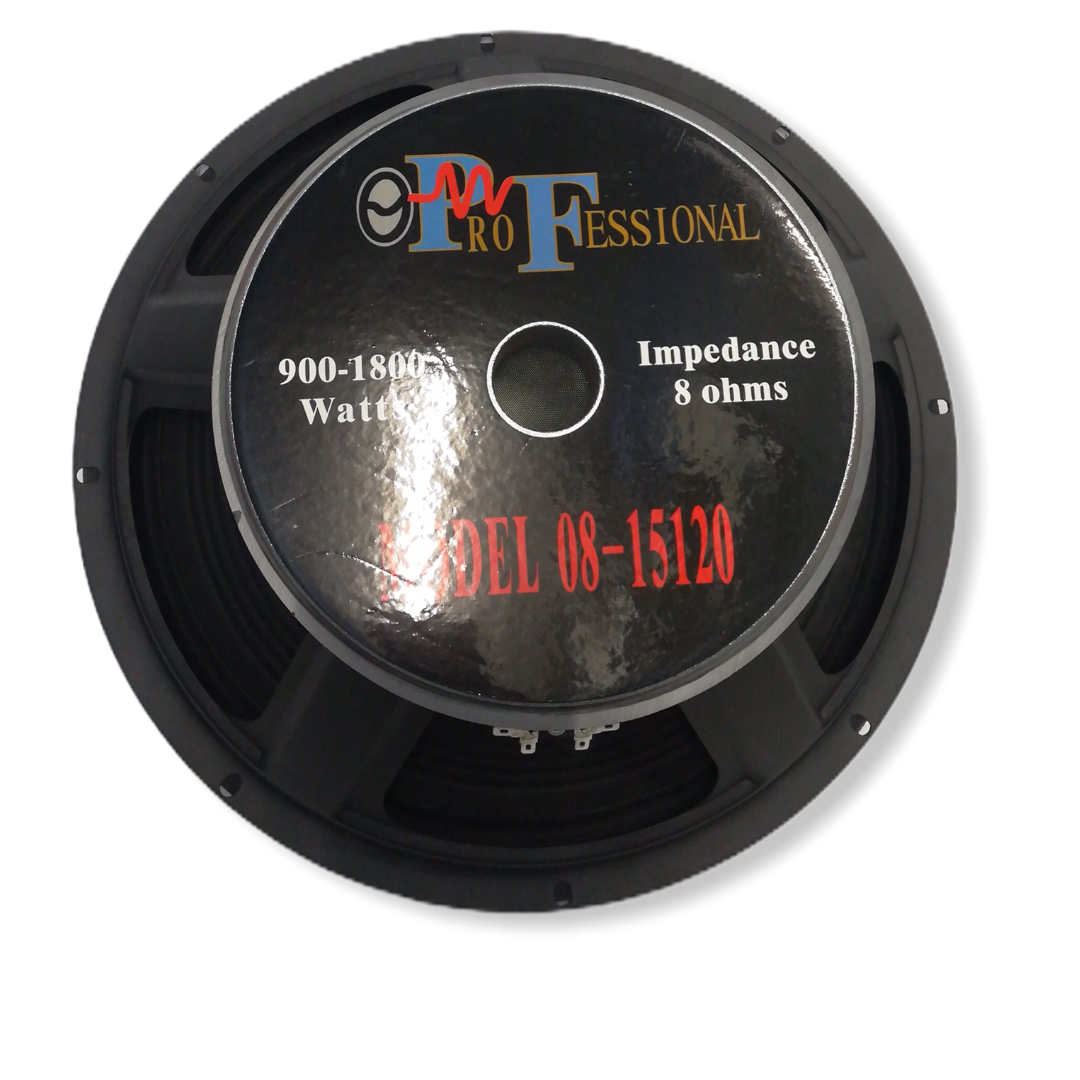 PROFESSIONAL
900-1800
Watts
Impedance
8 ohms
MODEL 08-15120